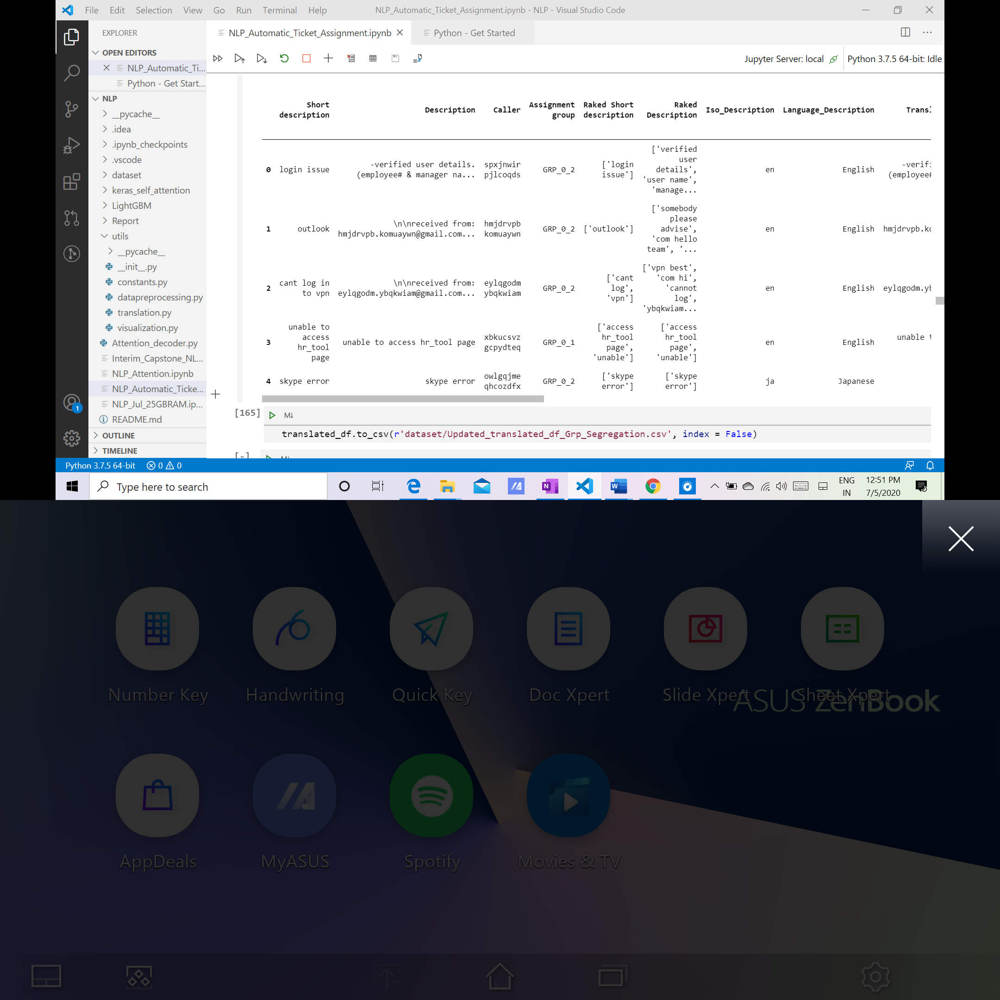 File Edit Selection View Go Run Terminal Help NLP_Automatic_Ticket_Assignment.ipynb - NLP - Visual Studio Code
EXPLORER
NLP_Automatic_Ticket_Assignment.ipynb
Python - Get Started
OPEN EDITORS
NLP_Automatic_Ti...
Python - Get Start...
NLP
__pycache__
.idea
.ipynb_checkpoints
.vscode
dataset
keras_self_attention
LightGBM
Report
utils
__pycache__
__init__.py
constants.py
datapreprocessing.py
translation.py
visualization.py
Attention_decoder.py
Interim_Capstone_NL...
NLP_Attention.ipynb
NLP_Automatic_Ticke...
NLP_Jul_25GBRAM.ip...
README.md
OUTLINE
TIMELINE
1
Jupyter Server: local Python 3.7.5 64-bit: Idle
Short description Description Caller Assignment group Raked Short description Raked Description Iso_Description Language_Description Transl
0 login issue -verified user details. (employee# & manager na... spxjnwir pjlcoqds GRP_0_2 ['login issue'] ['verified user details', 'user name', 'manage... en English -verifi (employee#
1 outlook \n\nreceived from: hmjdrvpb.komuaywn@gmail.com... hmjdrvpb komuaywn GRP_0_2 ['outlook'] ['somebody please advise', 'com hello team', '... en English hmjdrvpb.ko
2 cant log in to vpn \n\nreceived from: eylqgodm.ybqkwiam@gmail.com... eylqgodm ybqkwiam GRP_0_2 ['cant log', 'vpn'] ['vpn best', 'com hi', 'cannot log', 'ybqkwiam... en English eylqgodm.yb
3 unable to access hr_tool page unable to access hr_tool page xbkucsvz gcpydteq GRP_0_1 ['access hr_tool page', 'unable'] ['access hr_tool page', 'unable'] en English unable t
4 skype error skype error owlgqjme qhcozdfx GRP_0_2 ['skype error'] ['skype error'] ja Japanese
[165] M↓
translated_df.to_csv(r'dataset/Updated_translated_df_Grp_Segregation.csv', index = False)
[-] M↓
Python 3.7.5 64-bit 0 0
Type here to search
ENG
IN
12:51 PM
7/5/2020
Number Key Handwriting Quick Key Doc Xpert Slide Xpert Sheet Xpert
ASUS ZenBook
AppDeals MyASUS Spotify Movies & TV